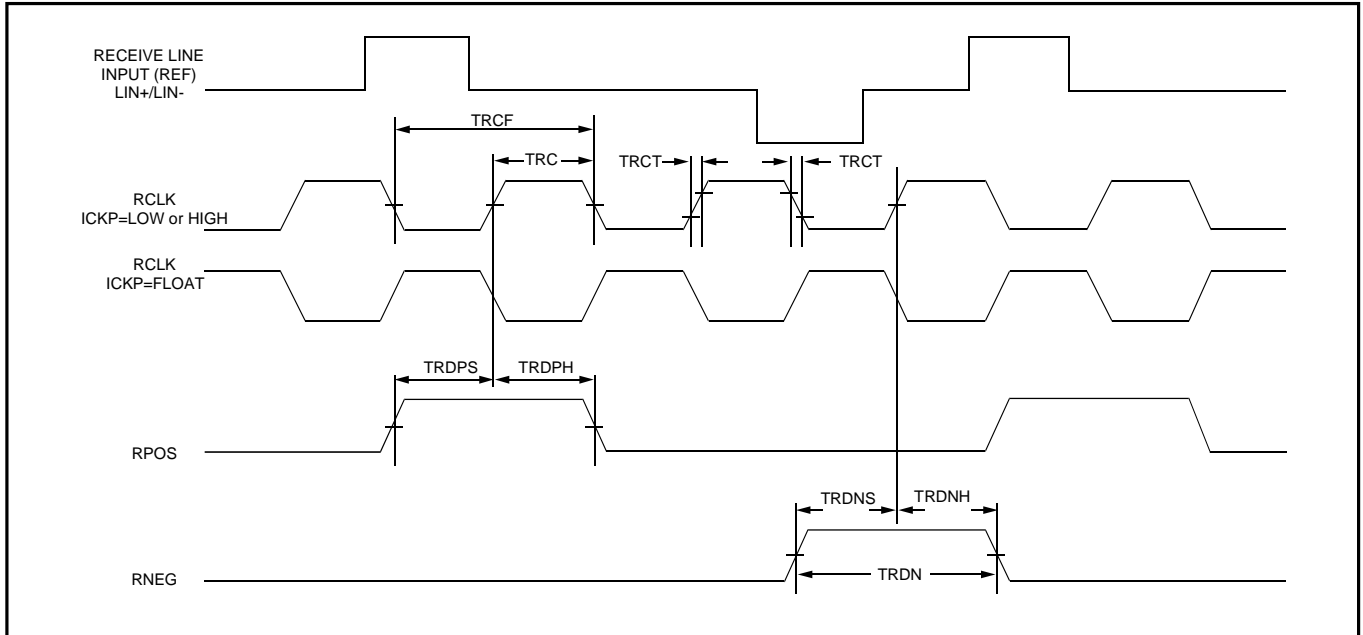 RECEIVE LINE
INPUT (REF)
LIN+/LIN-
TRCF
TRC
TRCT
TRCT
RCLK
ICKP=LOW or HIGH
RCLK
ICKP=FLOAT
TRDPS
TRDPH
RPOS
TRDNS
TRDNH
RNEG
TRDN